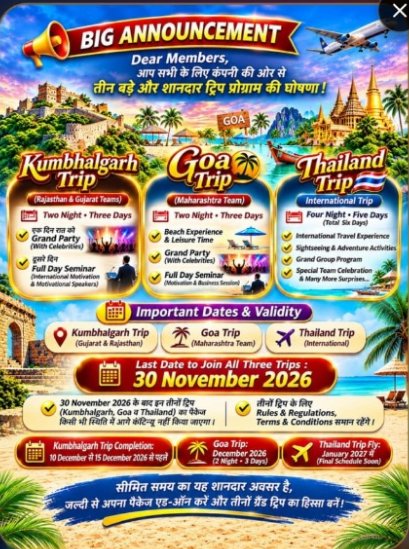 BIG ANNOUNCEMENT
Dear Members,
आप सभी के लिए कंपनी की ओर से
तीन बड़े और शानदार ट्रिप प्रोग्राम की घोषणा !
GOA
Kumbhalgarh
Trip
(Rajasthan & Gujarat Teams)
Two Night • Three Days
एक दिन रात को
Grand Party
(With Celebrities)
दूसरे दिन
Full Day Seminar
(International Motivation
& Motivational Speakers)
Goa
Trip
(Maharashtra Team)
Two Night • Three Days
Beach Experience
& Leisure Time
Grand Party
(With Celebrities)
Full Day Seminar
(Motivation & Business Session)
Thailand
Trip
International Trip
Four Night • Five Days
(Total Six Days)
International Travel Experience
Sightseeing & Adventure Activities
Grand Group Program
Special Team Celebration
& Many More Surprises...
Important Dates & Validity
Kumbhalgarh Trip
(Gujarat & Rajasthan)
Goa Trip
(Maharashtra Team)
Thailand Trip
(International)
Last Date to Join All Three Trips :
30 November 2026
30 November 2026 के बाद इन तीनों ट्रिप
(Kumbhalgarh, Goa व Thailand) का पैकेज
किसी भी स्थिति में आगे कंटिन्यू नहीं किया जाएगा।
तीनों ट्रिप के लिए
Rules & Regulations,
Terms & Conditions समान रहेंगे ।
Kumbhalgarh Trip Completion:
10 December से 15 December 2026 से पहले
Goa Trip:
December 2026
(2 Night • 3 Days)
Thailand Trip Fly:
January 2027 में
(Final Schedule Soon)
सीमित समय का यह शानदार अवसर है,
जल्दी से अपना पैकेज एड-ऑन करें और तीनों ग्रैंड ट्रिप का हिस्सा बनें !